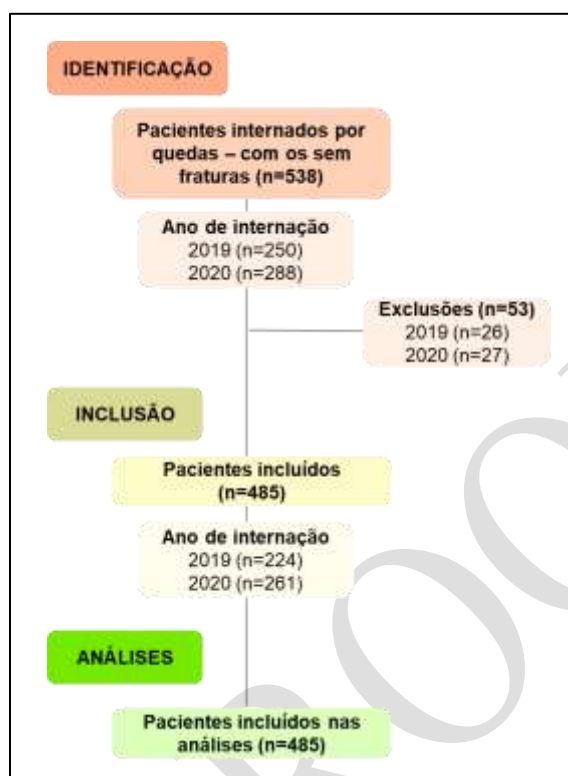 IDENTIFICAÇÃO
Pacientes internados por
quedas – com os sem
fraturas (n=538)
Ano de internação
2019 (n=250)
2020 (n=288)
Exclusões (n=53)
2019 (n=26)
2020 (n=27)
INCLUSÃO
Pacientes incluídos
(n=485)
Ano de internação
2019 (n=224)
2020 (n=261)
ANÁLISES
Pacientes incluídos nas
análises (n=485)